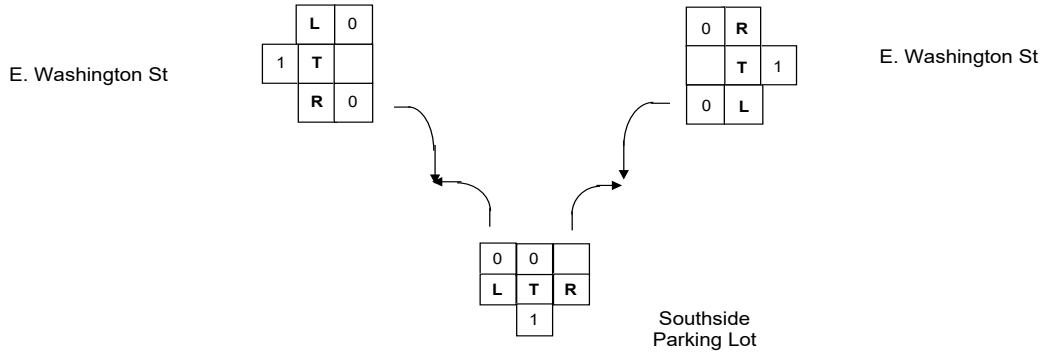 L 0
E. Washington St
1 T
R 0
0 R
E. Washington St
T 1
0 L
0 0
L T R
1
Southside
Parking Lot